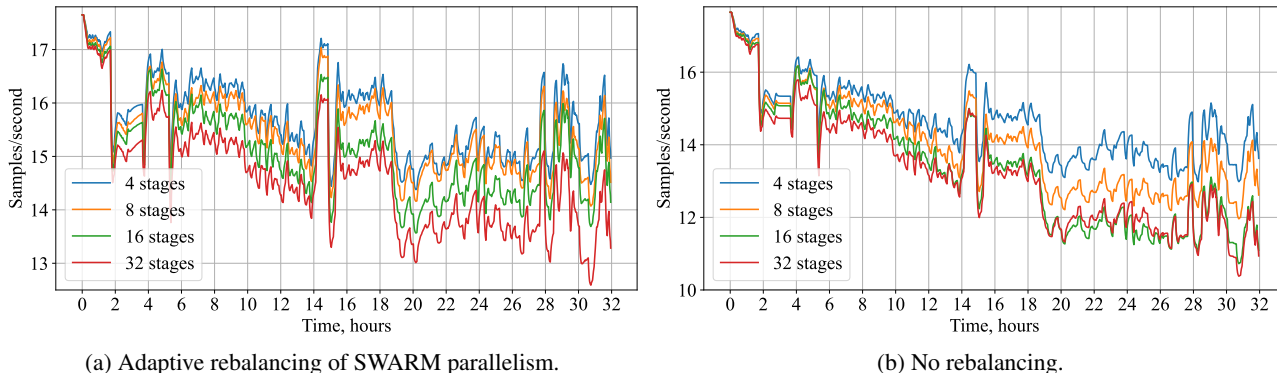 17
16
15
14
13
Samples/second
4 stages
8 stages
16 stages
32 stages
0 2 4 6 8 10 12 14 16 18 20 22 24 26 28 30 32
Time, hours
(a) Adaptive rebalancing of SWARM parallelism.
16
14
12
10
Samples/second
4 stages
8 stages
16 stages
32 stages
0 2 4 6 8 10 12 14 16 18 20 22 24 26 28 30 32
Time, hours
(b) No rebalancing.